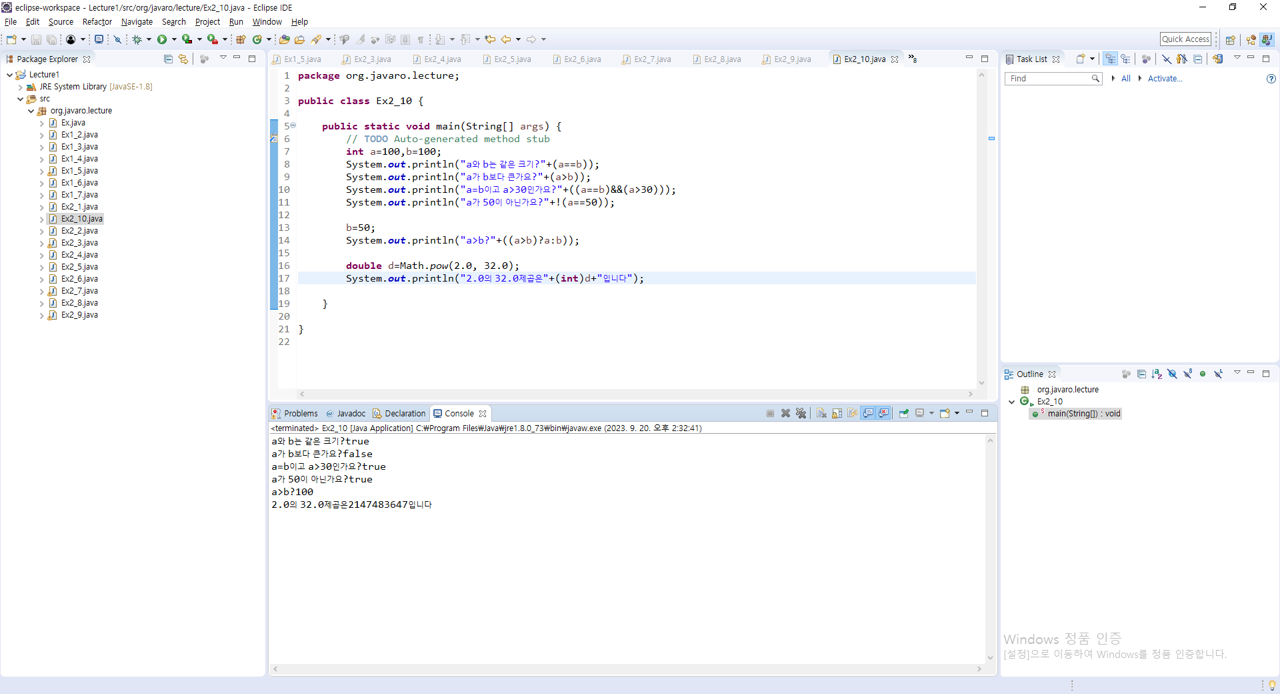 eclipse-workspace - Lecture1/src/org/javaro/lecture/Ex2_10.java - Eclipse IDE
File Edit Source Refactor Navigate Search Project Run Window Help
Quick Access
Package Explorer
Ex1_5.java Ex2_3.java Ex2_4.java Ex2_5.java Ex2_6.java Ex2_7.java Ex2_8.java Ex2_9.java Ex2_10.java »8
Task List
Find All Activate...
Lecture1
JRE System Library [JavaSE-1.8]
src
org.javaro.lecture
Ex.java
Ex1_2.java
Ex1_3.java
Ex1_4.java
Ex1_5.java
Ex1_6.java
Ex1_7.java
Ex2_1.java
Ex2_10.java
Ex2_2.java
Ex2_3.java
Ex2_4.java
Ex2_5.java
Ex2_6.java
Ex2_7.java
Ex2_8.java
Ex2_9.java
1 package org.javaro.lecture;
2
3 public class Ex2_10 {
4
5 public static void main(String[] args) {
6 // TODO Auto-generated method stub
7 int a=100,b=100;
8 System.out.println("a와 b는 같은 크기?"+(a==b));
9 System.out.println("a가 b보다 큰가요?"+(a>b));
10 System.out.println("a=b이고 a>30인가요?"+((a==b)&&(a>30)));
11 System.out.println("a가 50이 아닌가요?"+!(a==50));
12
13 b=50;
14 System.out.println("a>b?"+((a>b)?a:b));
15
16 double d=Math.pow(2.0, 32.0);
17 System.out.println("2.0의 32.0제곱은"+(int)d+"입니다");
18
19 }
20
21 }
22
Outline
org.javaro.lecture
Ex2_10
main(String[]) : void
Problems Javadoc Declaration Console
<terminated> Ex2_10 [Java Application] C:₩Program Files₩Java₩jre1.8.0_73₩bin₩javaw.exe (2023. 9. 20. 오후 2:32:41)
a와 b는 같은 크기?true
a가 b보다 큰가요?false
a=b이고 a>30인가요?true
a가 50이 아닌가요?true
a>b?100
2.0의 32.0제곱은2147483647입니다
Windows 정품 인증
[설정]으로 이동하여 Windows를 정품 인증합니다.